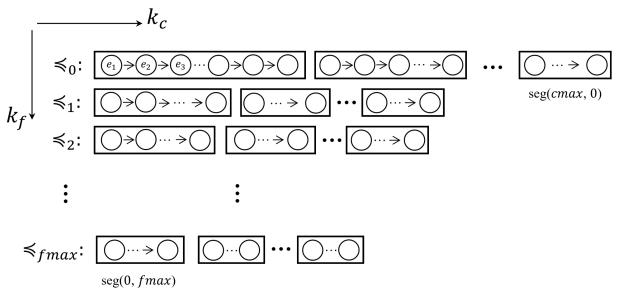 k_c
≼_0: e_1 → e_2 → e_3 ⋯ → → → → ⋯ → ⋯ ⋯ →
seg(cmax, 0)
k_f
≼_1: → → ⋯ → ⋯ → ⋯ ⋯ →
≼_2: → ⋯ → ⋯ → ⋯ ⋯ →
⋮ ⋮
≼_fmax: ⋯ → ⋯ ⋯ ⋯
seg(0, fmax)